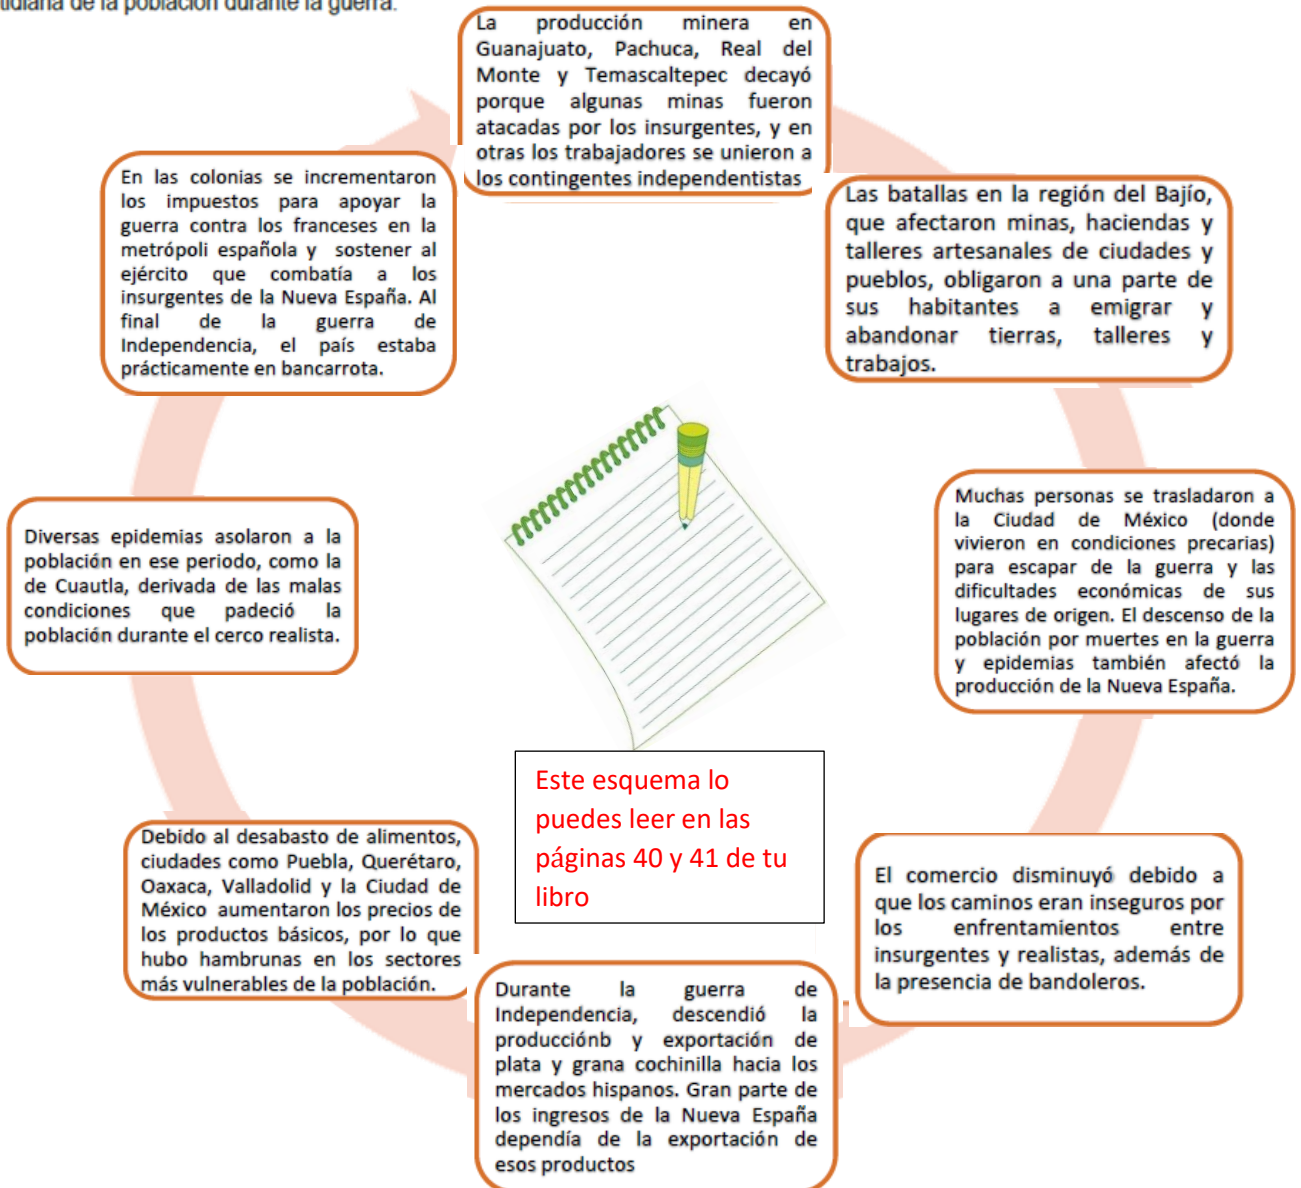 de la población durante la guerra.
La producción minera en
Guanajuato, Pachuca, Real del
Monte y Temascaltepec decayó
porque algunas minas fueron
atacadas por los insurgentes, y en
otras los trabajadores se unieron a
los contingentes independentistas
Las batallas en la región del Bajío,
que afectaron minas, haciendas y
talleres artesanales de ciudades y
pueblos, obligaron a una parte de
sus habitantes a emigrar y
abandonar tierras, talleres y
trabajos.
Muchas personas se trasladaron a
la Ciudad de México (donde
vivieron en condiciones precarias)
para escapar de la guerra y las
dificultades económicas de sus
lugares de origen. El descenso de la
población por muertes en la guerra
y epidemias también afectó la
producción de la Nueva España.
El comercio disminuyó debido a
que los caminos eran inseguros por
los enfrentamientos entre
insurgentes y realistas, además de
la presencia de bandoleros.
Durante la guerra de
Independencia, descendió la
producciónb y exportación de
plata y grana cochinilla hacia los
mercados hispanos. Gran parte de
los ingresos de la Nueva España
dependía de la exportación de
esos productos
Debido al desabasto de alimentos,
ciudades como Puebla, Querétaro,
Oaxaca, Valladolid y la Ciudad de
México aumentaron los precios de
los productos básicos, por lo que
hubo hambrunas en los sectores
más vulnerables de la población.
Diversas epidemias asolaron a la
población en ese periodo, como la
de Cuautla, derivada de las malas
condiciones que padeció la
población durante el cerco realista.
En las colonias se incrementaron
los impuestos para apoyar la
guerra contra los franceses en la
metrópoli española y sostener al
ejército que combatía a los
insurgentes de la Nueva España. Al
final de la guerra de
Independencia, el país estaba
prácticamente en bancarrota.
Este esquema lo
puedes leer en las
páginas 40 y 41 de tu
libro